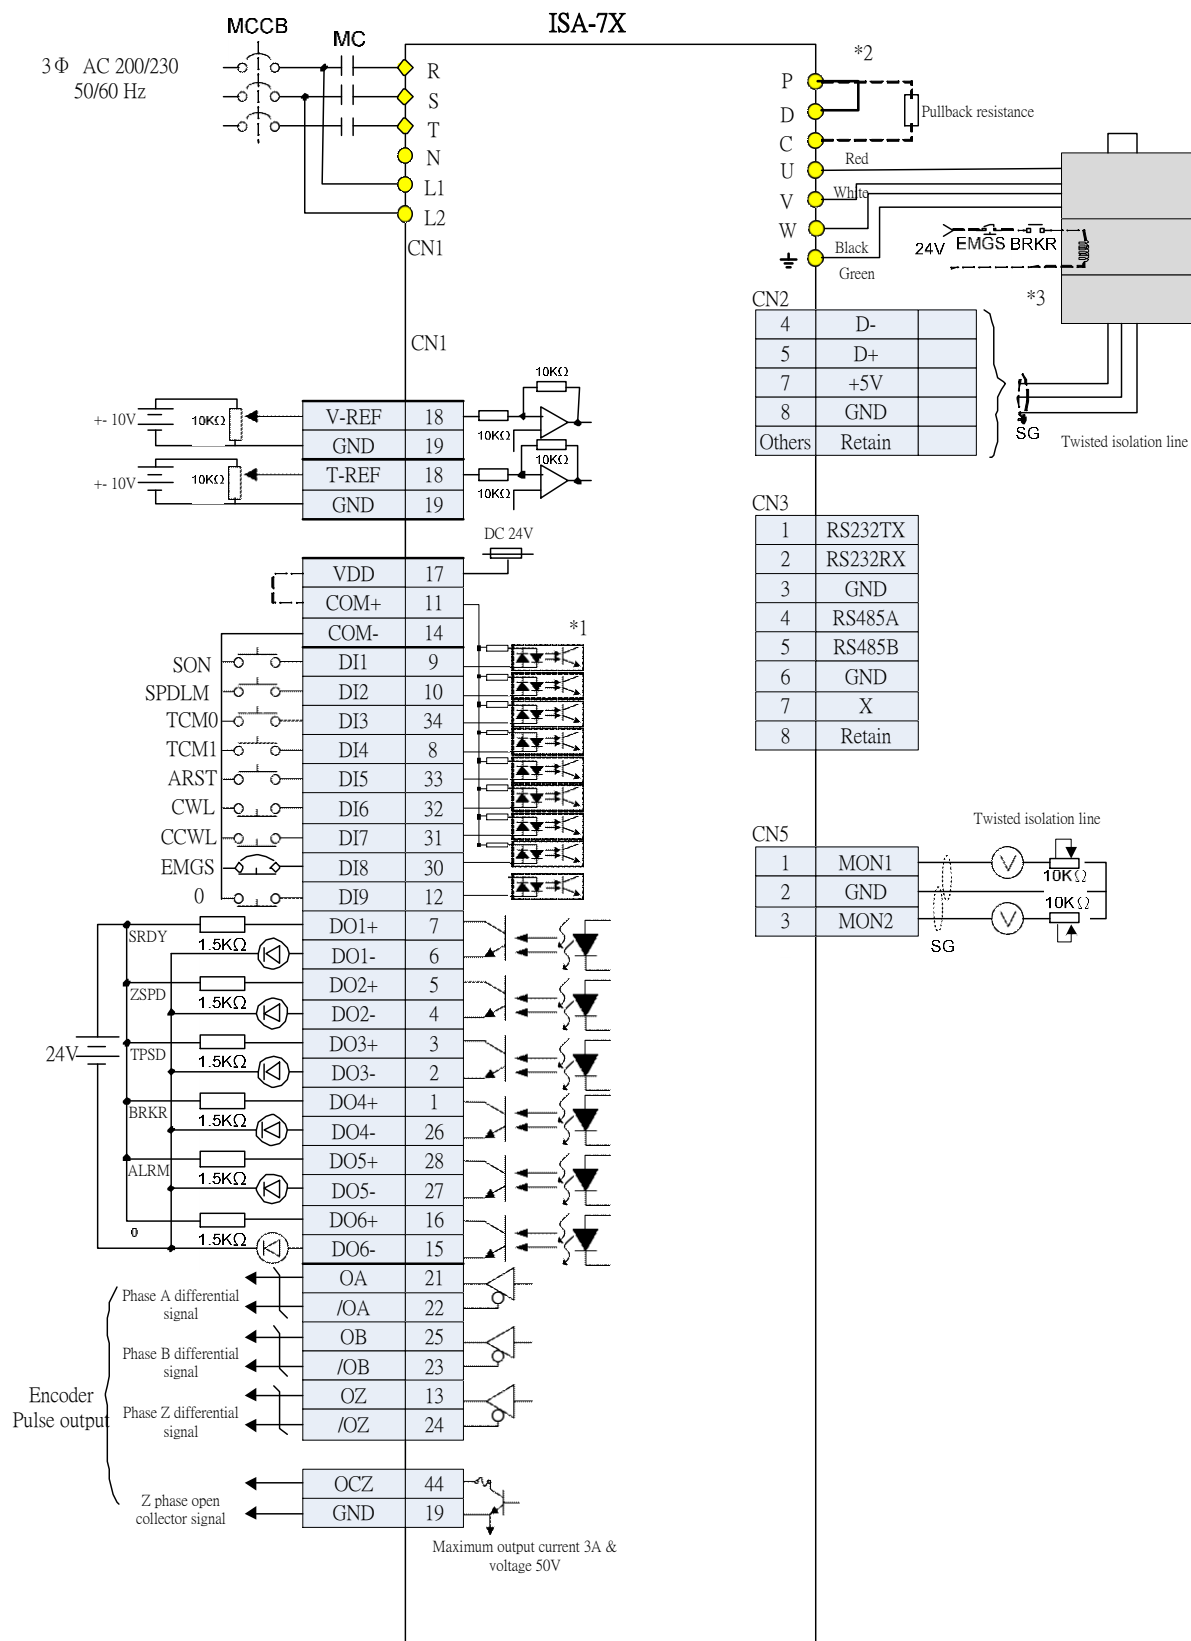 ISA-7X
MCCB
MC
3Φ AC 200/230
50/60 Hz
R
S
T
N
L1
L2
CN1
CN1
*2
P
D
C
U
V
W
Pullback resistance
Red
White
Black
Green
24V
EMGS
BRKR
*3
CN2
4 D-
5 D+
7 +5V
8 GND
Others Retain
SG
Twisted isolation line
+- 10V
10KΩ
V-REF 18
GND 19
10KΩ
10KΩ
+- 10V
10KΩ
T-REF 18
GND 19
10KΩ
10KΩ
DC 24V
CN3
1 RS232TX
2 RS232RX
3 GND
4 RS485A
5 RS485B
6 GND
7 X
8 Retain
VDD 17
COM+ 11
COM- 14
*1
SON DI1 9
SPDLM DI2 10
TCM0 DI3 34
TCM1 DI4 8
ARST DI5 33
CWL DI6 32
CCWL DI7 31
EMGS DI8 30
0 DI9 12
CN5
Twisted isolation line
1 MON1
2 GND
3 MON2
V
10KΩ
10KΩ
V
SG
24V
SRDY
1.5KΩ
DO1+ 7
DO1- 6
ZSPD
1.5KΩ
DO2+ 5
DO2- 4
TPSD
1.5KΩ
DO3+ 3
DO3- 2
BRKR
1.5KΩ
DO4+ 1
DO4- 26
ALRM
1.5KΩ
DO5+ 28
DO5- 27
0
1.5KΩ
DO6+ 16
DO6- 15
OA 21
/OA 22
OB 25
/OB 23
OZ 13
/OZ 24
Phase A differential
signal
Phase B differential
signal
Phase Z differential
signal
Encoder
Pulse output
OCZ 44
GND 19
Z phase open
collector signal
Maximum output current 3A &
voltage 50V